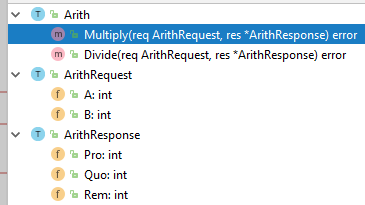 T Arith
m Multiply(req ArithRequest, res *ArithResponse) error
m Divide(req ArithRequest, res *ArithResponse) error
T ArithRequest
f A: int
f B: int
T ArithResponse
f Pro: int
f Quo: int
f Rem: int